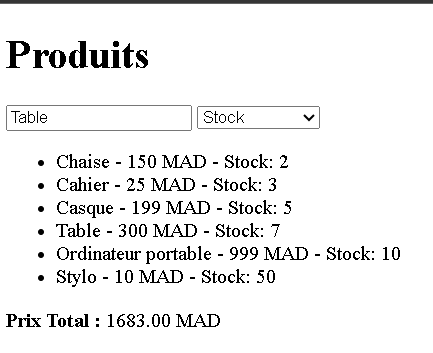 Produits
Table Stock
Chaise - 150 MAD - Stock: 2
Cahier - 25 MAD - Stock: 3
Casque - 199 MAD - Stock: 5
Table - 300 MAD - Stock: 7
Ordinateur portable - 999 MAD - Stock: 10
Stylo - 10 MAD - Stock: 50
Prix Total : 1683.00 MAD